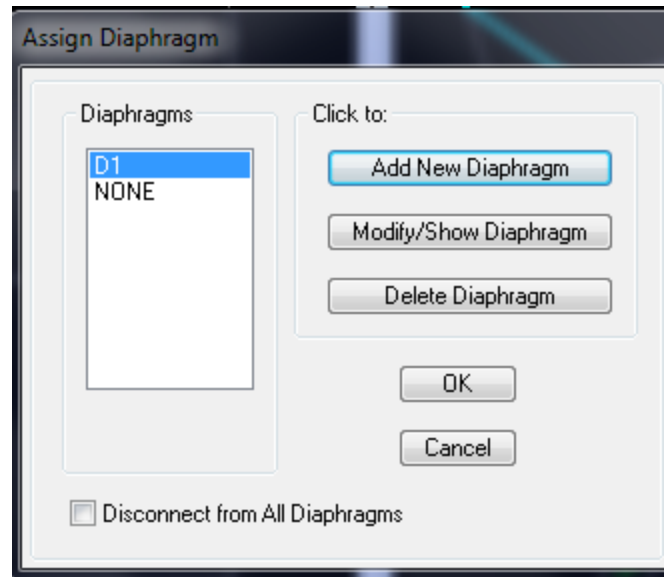 Assign Diaphragm
Diaphragms
D1
NONE
Click to:
Add New Diaphragm
Modify/Show Diaphragm
Delete Diaphragm
OK
Cancel
Disconnect from All Diaphragms